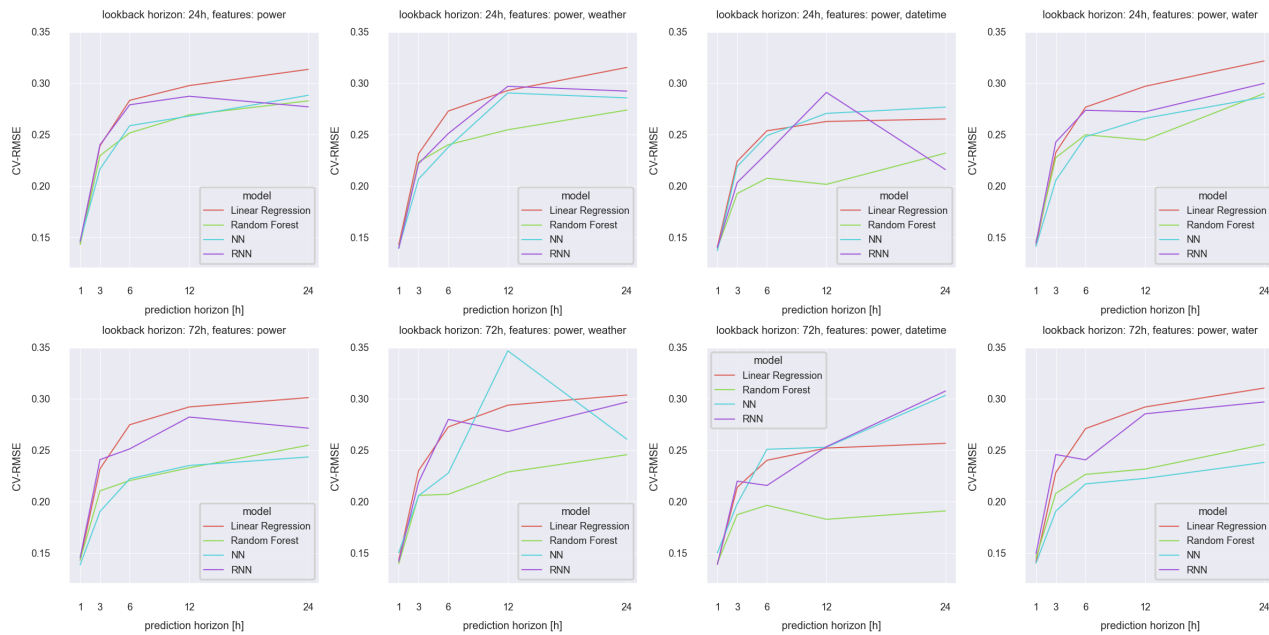 lookback horizon: 24h, features: power
0.35
0.30
0.25
0.20
0.15
CV-RMSE
model
Linear Regression
Random Forest
NN
RNN
1 3 6 12 24
prediction horizon [h]
lookback horizon: 24h, features: power, weather
0.35
0.30
0.25
0.20
0.15
CV-RMSE
model
Linear Regression
Random Forest
NN
RNN
1 3 6 12 24
prediction horizon [h]
lookback horizon: 24h, features: power, datetime
0.35
0.30
0.25
0.20
0.15
CV-RMSE
model
Linear Regression
Random Forest
NN
RNN
1 3 6 12 24
prediction horizon [h]
lookback horizon: 24h, features: power, water
0.35
0.30
0.25
0.20
0.15
CV-RMSE
model
Linear Regression
Random Forest
NN
RNN
1 3 6 12 24
prediction horizon [h]
lookback horizon: 72h, features: power
0.35
0.30
0.25
0.20
0.15
CV-RMSE
model
Linear Regression
Random Forest
NN
RNN
1 3 6 12 24
prediction horizon [h]
lookback horizon: 72h, features: power, weather
0.35
0.30
0.25
0.20
0.15
CV-RMSE
model
Linear Regression
Random Forest
NN
RNN
1 3 6 12 24
prediction horizon [h]
lookback horizon: 72h, features: power, datetime
0.35
0.30
0.25
0.20
0.15
CV-RMSE
model
Linear Regression
Random Forest
NN
RNN
1 3 6 12 24
prediction horizon [h]
lookback horizon: 72h, features: power, water
0.35
0.30
0.25
0.20
0.15
CV-RMSE
model
Linear Regression
Random Forest
NN
RNN
1 3 6 12 24
prediction horizon [h]